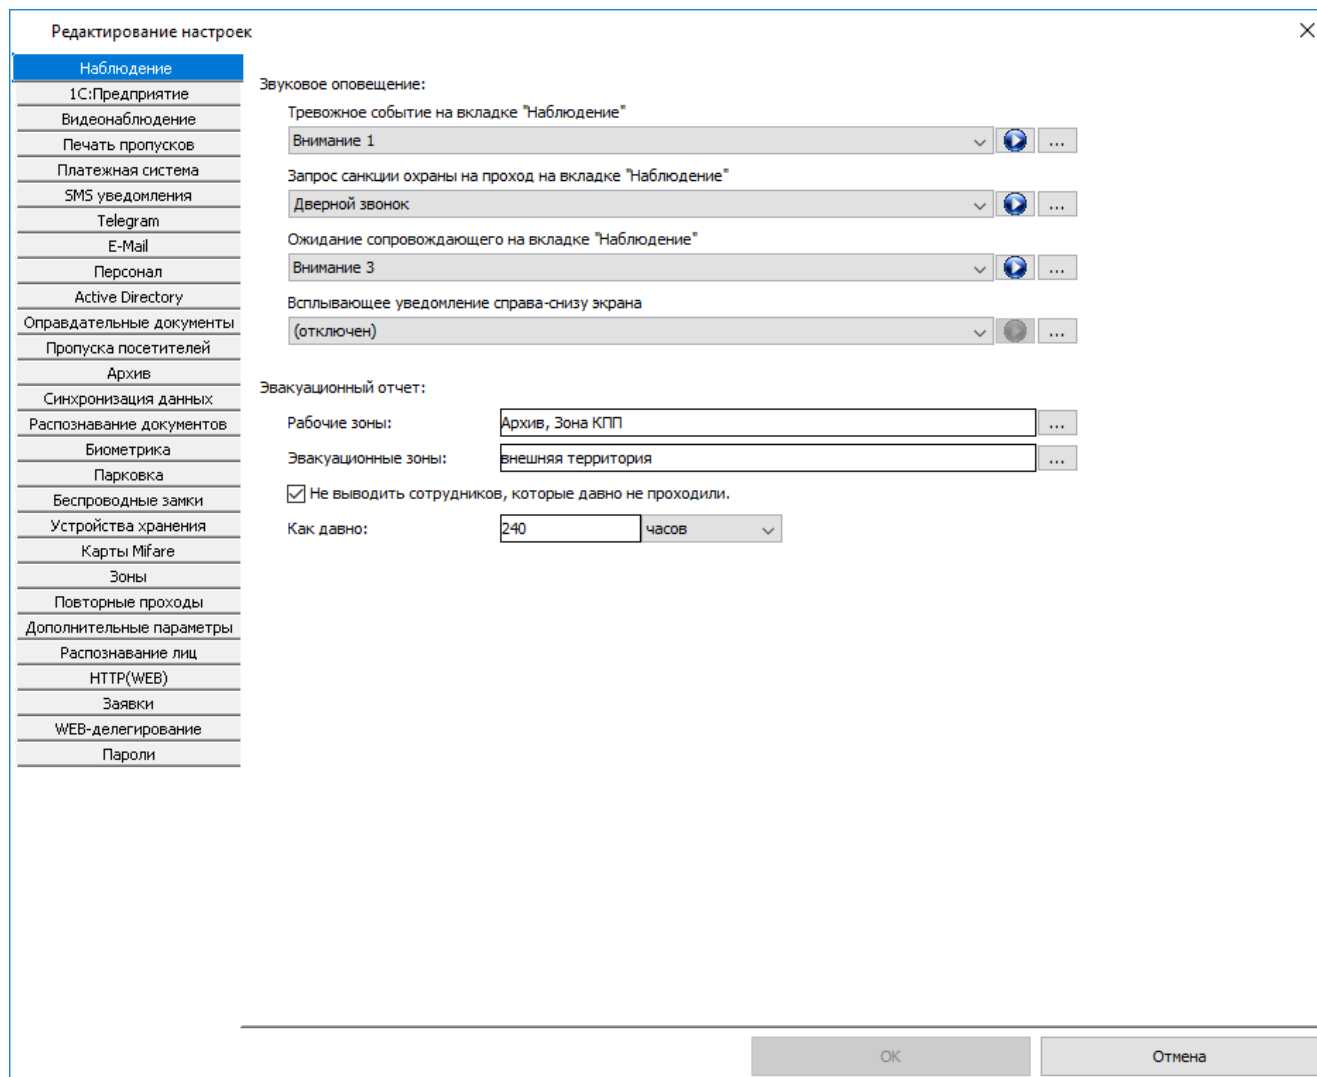 Редактирование настроек
Наблюдение
1С:Предприятие
Видеонаблюдение
Печать пропусков
Платежная система
SMS уведомления
Telegram
E-Mail
Персонал
Active Directory
Оправдательные документы
Пропуска посетителей
Архив
Синхронизация данных
Распознавание документов
Биометрика
Парковка
Беспроводные замки
Устройства хранения
Карты Mifare
Зоны
Повторные проходы
Дополнительные параметры
Распознавание лиц
HTTP(WEB)
Заявки
WEB-делегирование
Пароли
Звуковое оповещение:
Тревожное событие на вкладке "Наблюдение"
Внимание 1 ...
Запрос санкции охраны на проход на вкладке "Наблюдение"
Дверной звонок ...
Ожидание сопровождающего на вкладке "Наблюдение"
Внимание 3 ...
Всплывающее уведомление справа-снизу экрана
(отключен) ...
Эвакуационный отчет:
Рабочие зоны: Архив, Зона КПП ...
Эвакуационные зоны: внешняя территория ...
Не выводить сотрудников, которые давно не проходили.
Как давно: 240 часов
OK Отмена